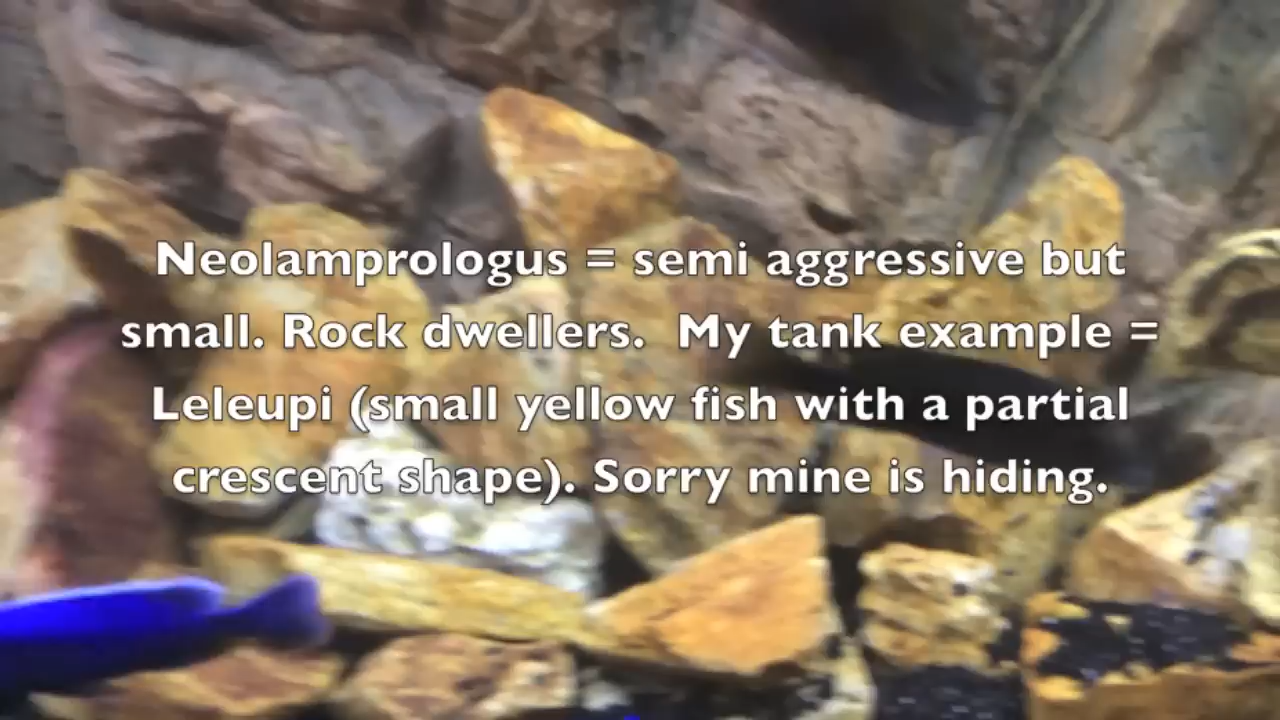 Neolamprologus = semi aggressive but
small. Rock dwellers.  My tank example =
Leleupi (small yellow fish with a partial
crescent shape). Sorry mine is hiding.